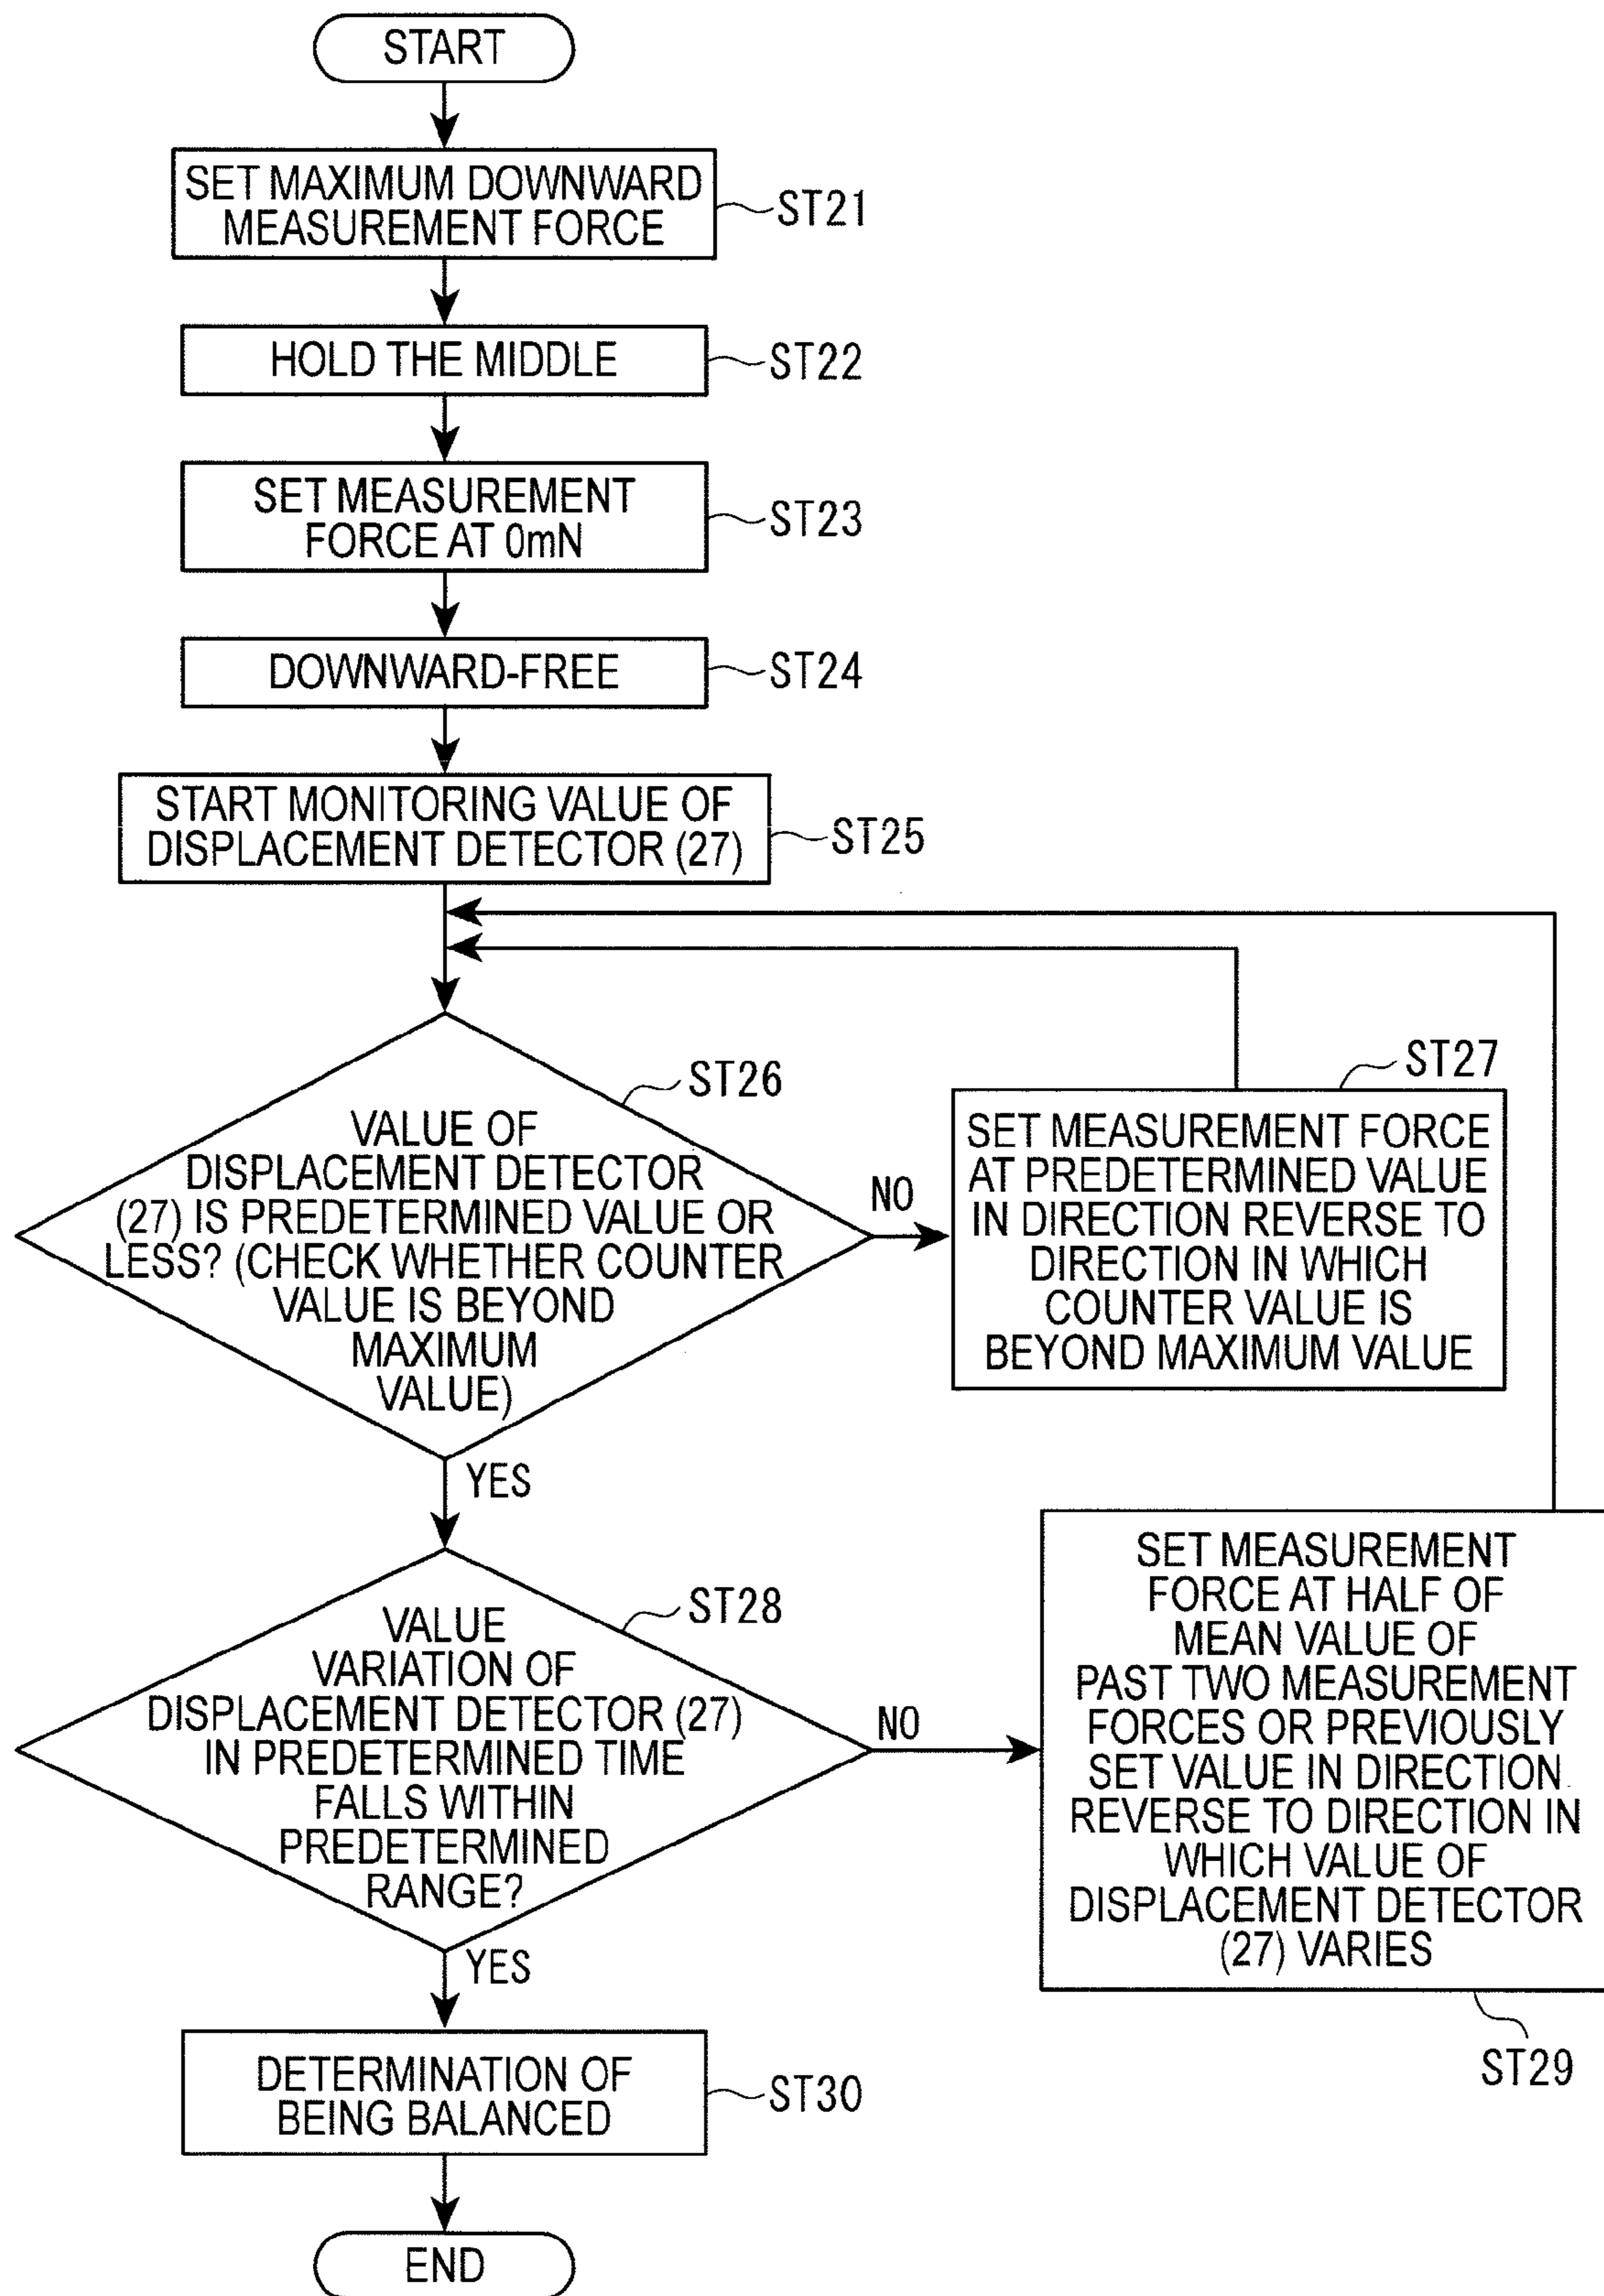 START
SET MAXIMUM DOWNWARD
MEASUREMENT FORCE
ST21
HOLD THE MIDDLE
ST22
SET MEASUREMENT
FORCE AT 0mN
ST23
DOWNWARD-FREE
ST24
START MONITORING VALUE OF
DISPLACEMENT DETECTOR (27)
ST25
ST26
VALUE OF
DISPLACEMENT DETECTOR
(27) IS PREDETERMINED VALUE OR
LESS? (CHECK WHETHER COUNTER
VALUE IS BEYOND
MAXIMUM
VALUE)
NO
ST27
SET MEASUREMENT FORCE
AT PREDETERMINED VALUE
IN DIRECTION REVERSE TO
DIRECTION IN WHICH
COUNTER VALUE IS
BEYOND MAXIMUM VALUE
YES
ST28
VALUE
VARIATION OF
DISPLACEMENT DETECTOR (27)
IN PREDETERMINED TIME
FALLS WITHIN
PREDETERMINED
RANGE?
NO
SET MEASUREMENT
FORCE AT HALF OF
MEAN VALUE OF
PAST TWO MEASUREMENT
FORCES OR PREVIOUSLY
SET VALUE IN DIRECTION
REVERSE TO DIRECTION IN
WHICH VALUE OF
DISPLACEMENT DETECTOR
(27) VARIES
ST29
YES
DETERMINATION OF
BEING BALANCED
ST30
END